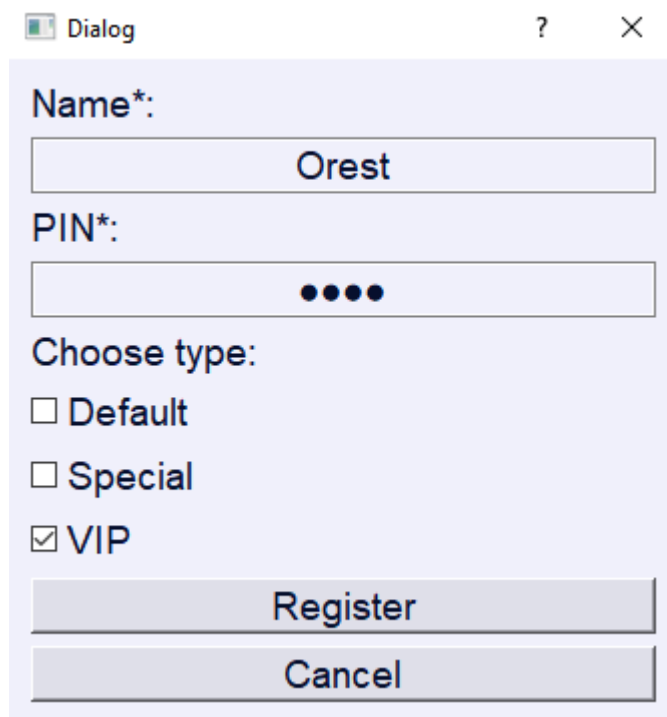 Dialog ?
Name*:
Orest
PIN*:
●●●●
Choose type:
Default
Special
VIP
Register
Cancel